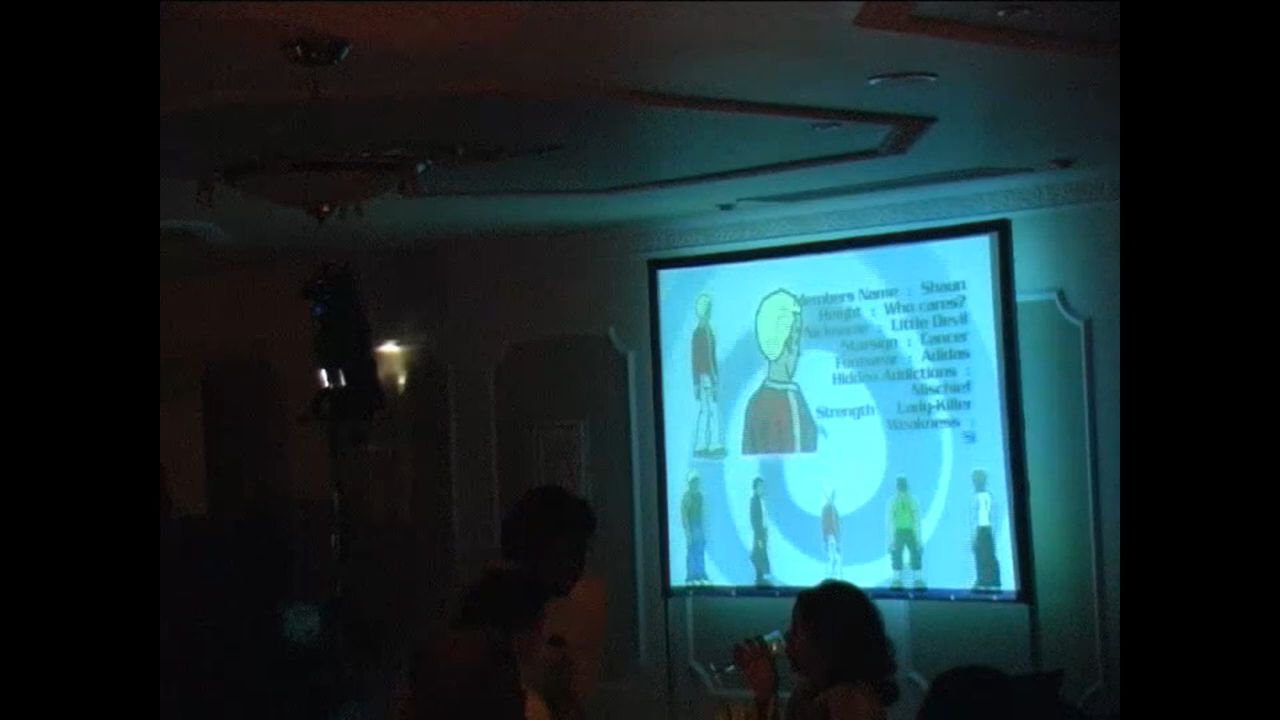 Members Name : Shaun
Height : Who cares?
Nickname : Little Devil
Starsign : Cancer
Footwear : Adidas
Hidden Addictions :
Mischief
Strength : Lady-Killer
Weakness :